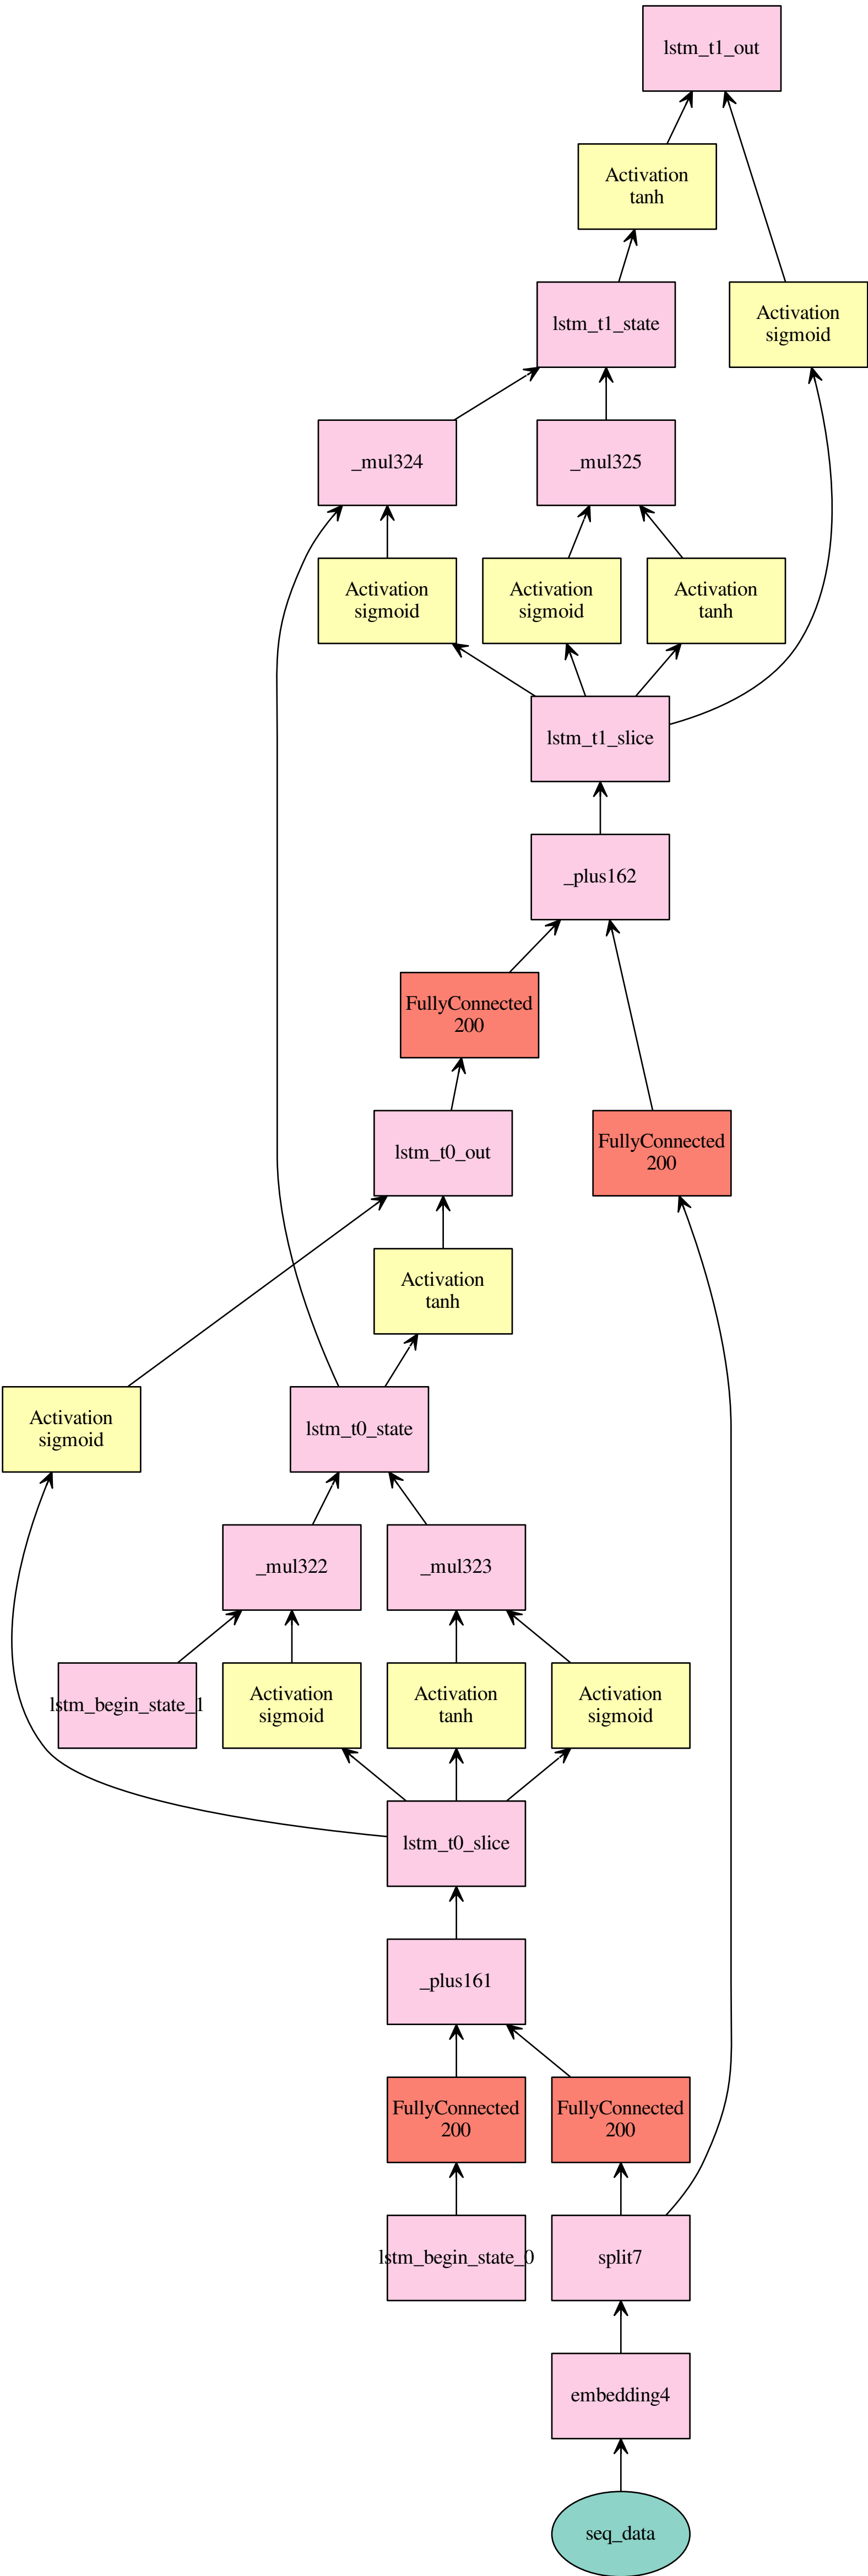 lstm_t1_out
Activation
tanh
lstm_t1_state
Activation
sigmoid
_mul324
_mul325
Activation
sigmoid
Activation
sigmoid
Activation
tanh
lstm_t1_slice
_plus162
FullyConnected
200
lstm_t0_out
FullyConnected
200
Activation
tanh
Activation
sigmoid
lstm_t0_state
_mul322
_mul323
lstm_begin_state_1
Activation
sigmoid
Activation
tanh
Activation
sigmoid
lstm_t0_slice
_plus161
FullyConnected
200
FullyConnected
200
lstm_begin_state_0
split7
embedding4
seq_data